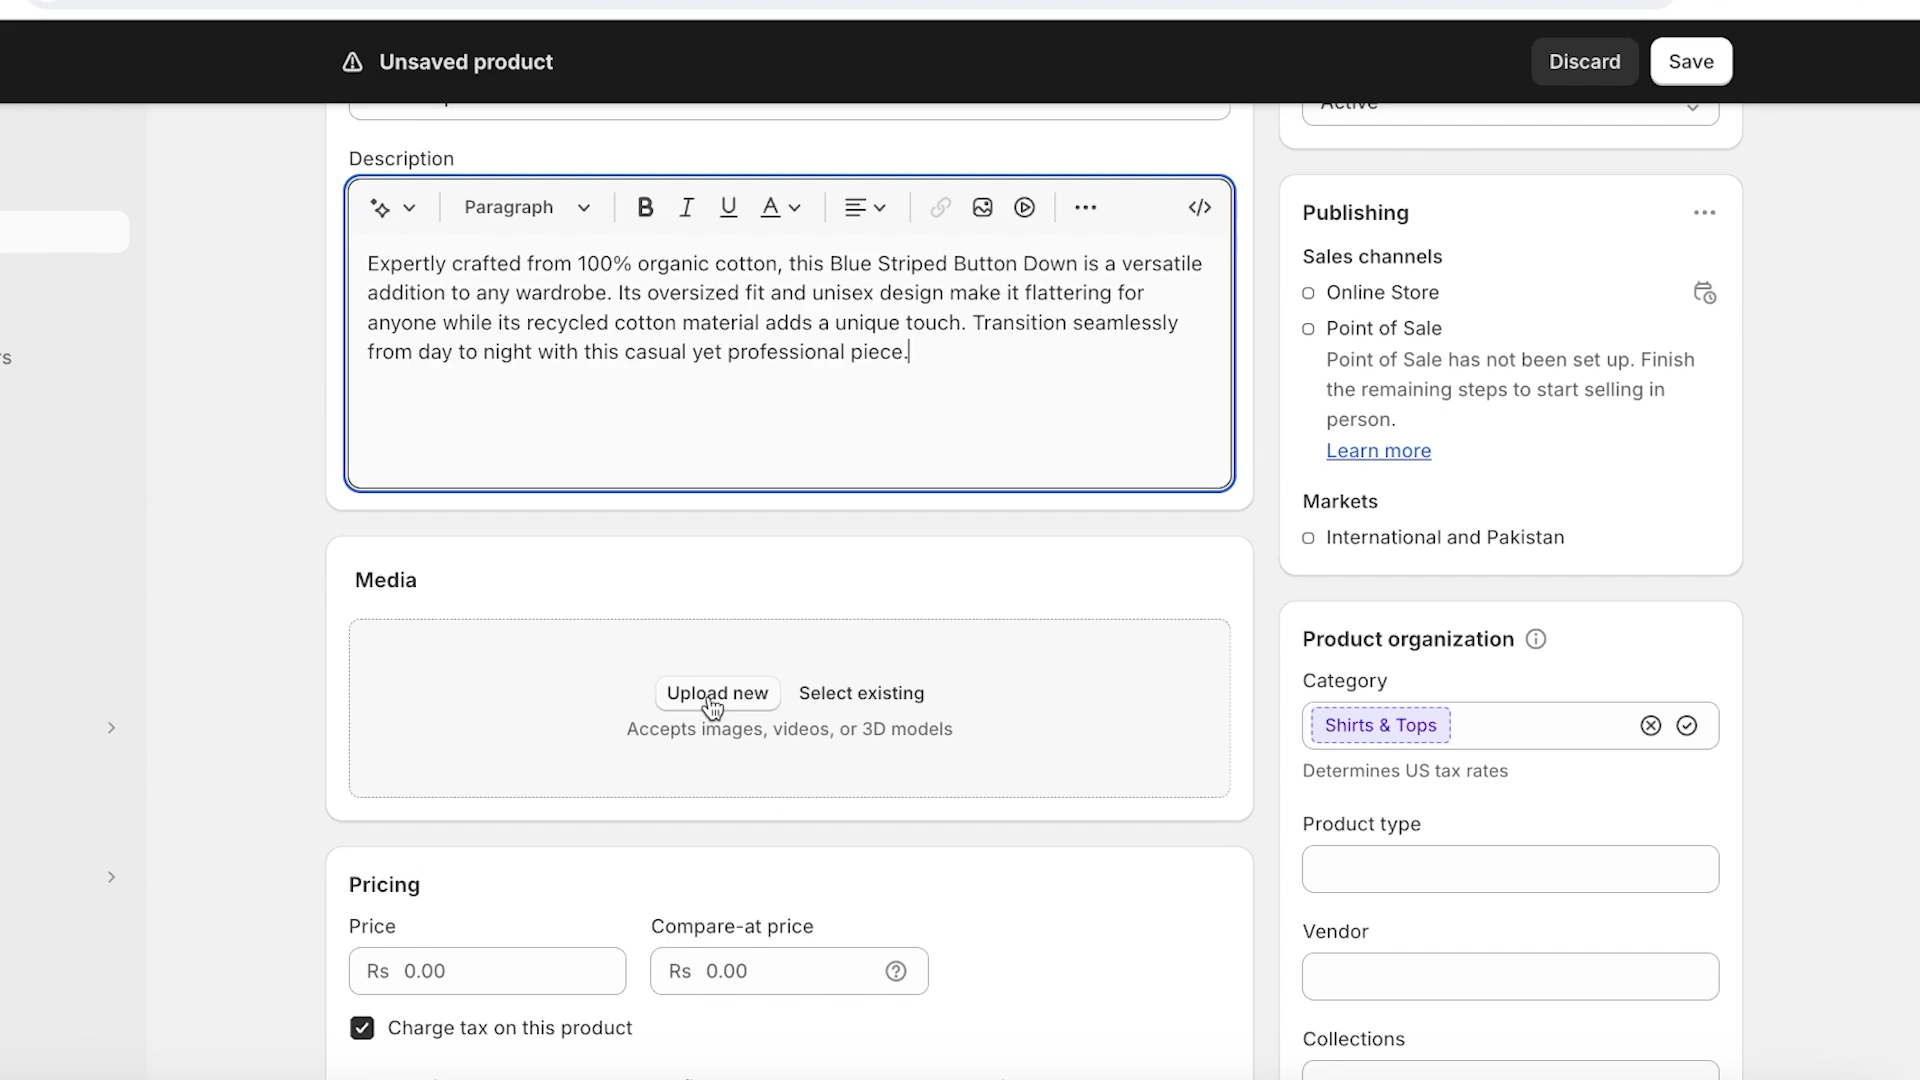 Unsaved product
Discard
Save
Active
Description
Paragraph
B I U A
Expertly crafted from 100% organic cotton, this Blue Striped Button Down is a versatile
addition to any wardrobe. Its oversized fit and unisex design make it flattering for
anyone while its recycled cotton material adds a unique touch. Transition seamlessly
from day to night with this casual yet professional piece.
Publishing
Sales channels
Online Store
Point of Sale
Point of Sale has not been set up. Finish
the remaining steps to start selling in
person.
Learn more
Markets
International and Pakistan
Media
Upload new
Select existing
Accepts images, videos, or 3D models
Product organization
Category
Shirts & Tops
Determines US tax rates
Product type
Vendor
Collections
Pricing
Price
Compare-at price
Rs 0.00
Rs 0.00
Charge tax on this product